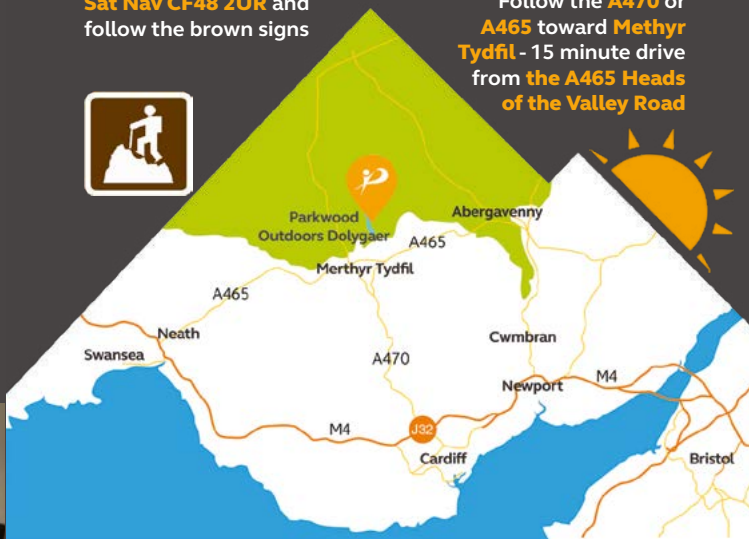 Sat Nav CF48 2UR and
follow the brown signs
Follow the A470 or
A465 toward Methyr
Tydfil - 15 minute drive
from the A465 Heads
of the Valley Road
Parkwood
Outdoors Dolygaer
Abergavenny
A465
Merthyr Tydfil
A465
Neath
Swansea
A470
Cwmbran
Newport
M4
M4
J32
Cardiff
Bristol